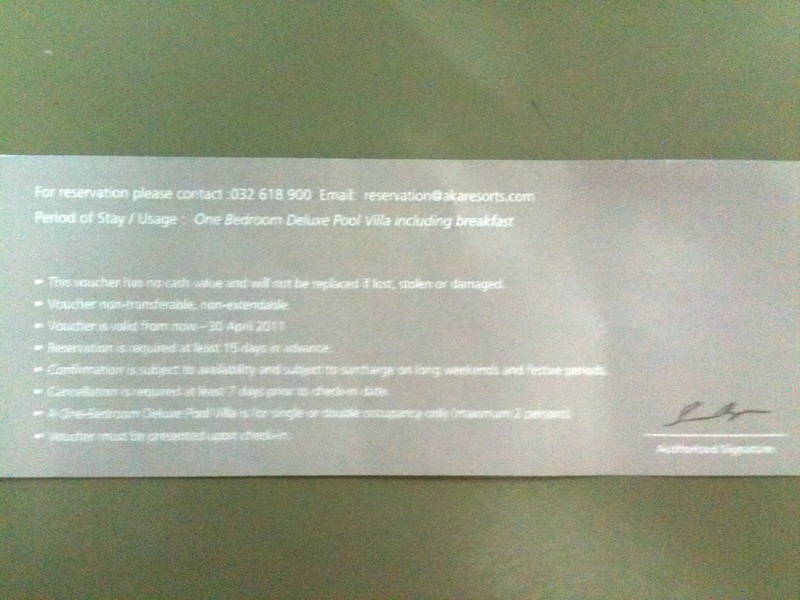 For reservation please contact :032 618 900 Email: reservation@akaresorts.com
Period of Stay / Usage : One Bedroom Deluxe Pool Villa including breakfast
This voucher has no cash value and will not be replaced if lost, stolen or damaged.
Voucher non-transferable, non-extendable.
Voucher is valid from now – 30 April 2011
Reservation is required at least 15 days in advance.
Confirmation is subject to availability and subject to surcharge on long weekends and festive periods.
Cancellation is required at least 7 days prior to check-in date.
A One-Bedroom Deluxe Pool Villa is for single or double occupancy only (maximum 2 persons)
Voucher must be presented upon check-in.
Authorised Signature